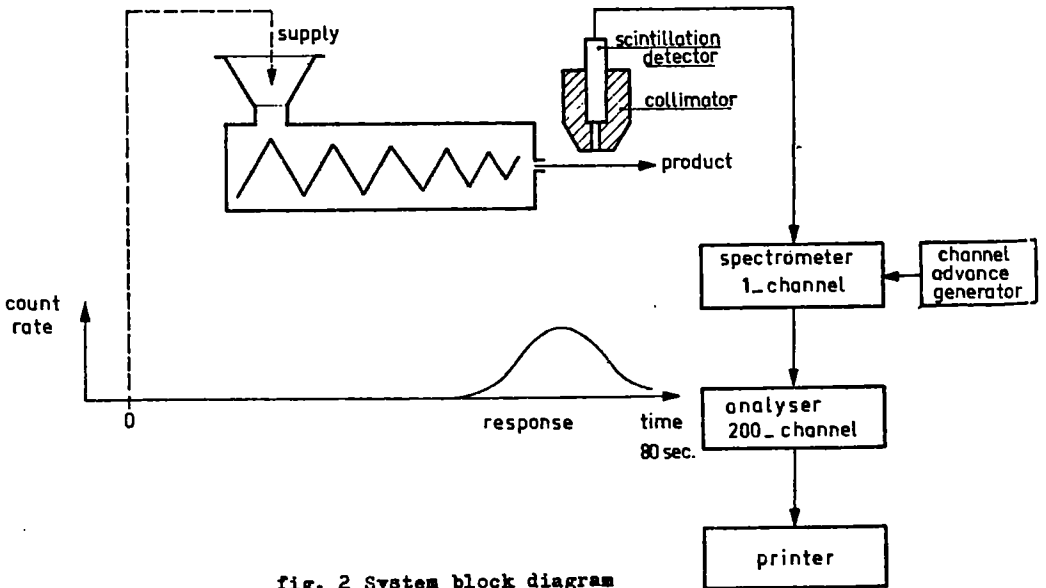 supply
scintillation
detector
collimator
product
spectrometer
1_channel
channel
advance
generator
count
rate
0
response
time
80 sec.
analyser
200_channel
printer
fig. 2 System block diagram